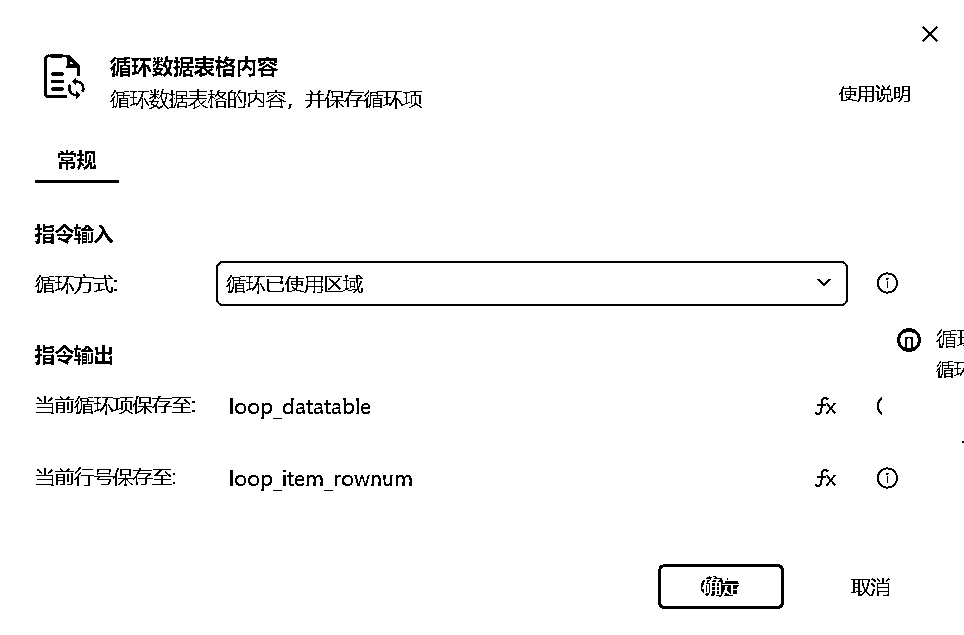 循环数据表格内容
循环数据表格的内容，并保存循环项
使用说明
常规
指令输入
循环方式:
循环已使用区域
指令输出
循环
循环
当前循环项保存至:
loop_datatable
fx
当前行号保存至:
loop_item_rownum
fx
确定
取消